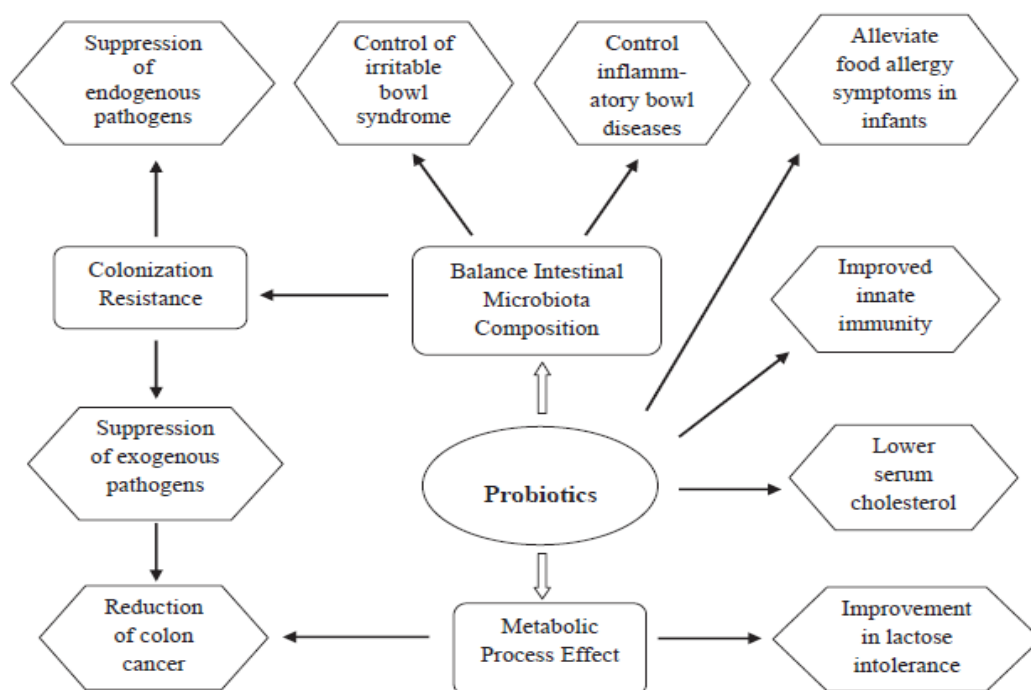 Suppression
of
endogenous
pathogens
Control of
irritable
bowl
syndrome
Control
inflamm-
atory bowl
diseases
Alleviate
food allergy
symptoms in
infants
Colonization
Resistance
Balance Intestinal
Microbiota
Composition
Improved
innate
immunity
Suppression
of exogenous
pathogens
Probiotics
Lower
serum
cholesterol
Reduction
of colon
cancer
Metabolic
Process Effect
Improvement
in lactose
intolerance